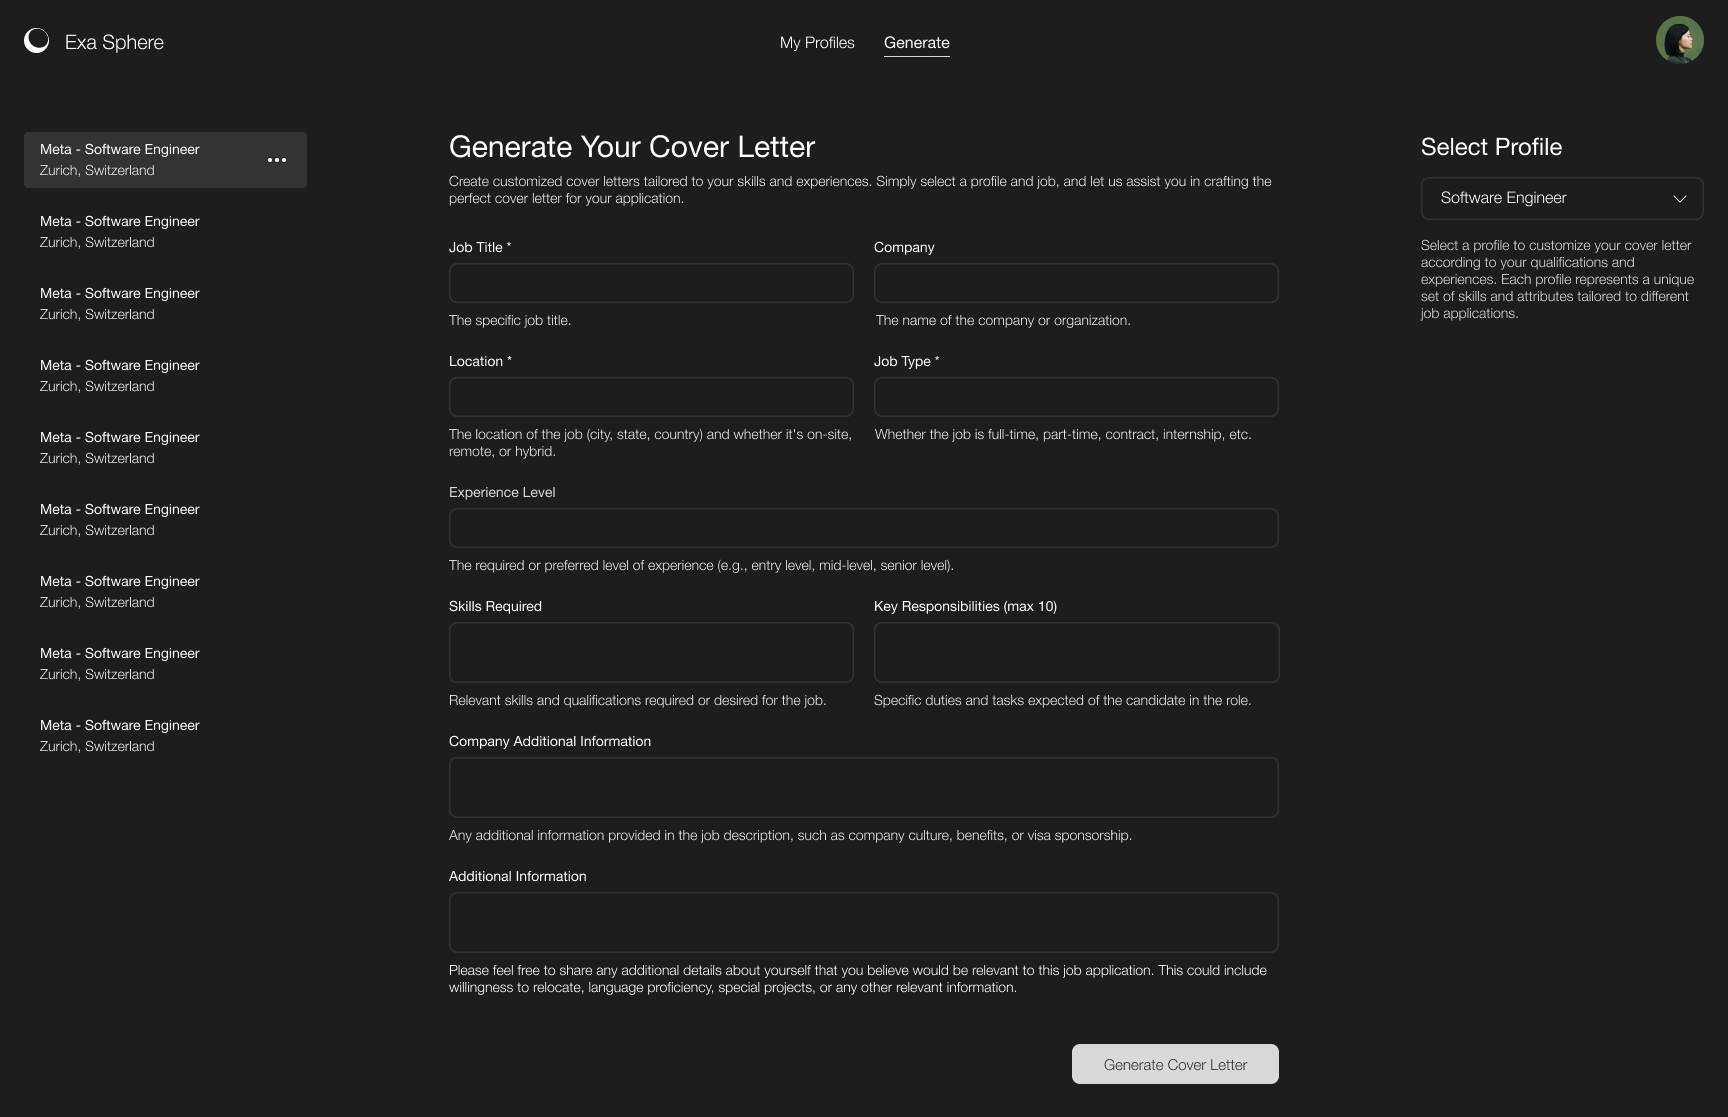 Exa Sphere
My Profiles
Generate
Meta - Software Engineer
Zurich, Switzerland
Meta - Software Engineer
Zurich, Switzerland
Meta - Software Engineer
Zurich, Switzerland
Meta - Software Engineer
Zurich, Switzerland
Meta - Software Engineer
Zurich, Switzerland
Meta - Software Engineer
Zurich, Switzerland
Meta - Software Engineer
Zurich, Switzerland
Meta - Software Engineer
Zurich, Switzerland
Meta - Software Engineer
Zurich, Switzerland
Generate Your Cover Letter
Create customized cover letters tailored to your skills and experiences. Simply select a profile and job, and let us assist you in crafting the
perfect cover letter for your application.
Job Title *
The specific job title.
Company
The name of the company or organization.
Location *
The location of the job (city, state, country) and whether it's on-site,
remote, or hybrid.
Job Type *
Whether the job is full-time, part-time, contract, internship, etc.
Experience Level
The required or preferred level of experience (e.g., entry level, mid-level, senior level).
Skills Required
Relevant skills and qualifications required or desired for the job.
Key Responsibilities (max 10)
Specific duties and tasks expected of the candidate in the role.
Company Additional Information
Any additional information provided in the job description, such as company culture, benefits, or visa sponsorship.
Additional Information
Please feel free to share any additional details about yourself that you believe would be relevant to this job application. This could include
willingness to relocate, language proficiency, special projects, or any other relevant information.
Generate Cover Letter
Select Profile
Software Engineer
Select a profile to customize your cover letter
according to your qualifications and
experiences. Each profile represents a unique
set of skills and attributes tailored to different
job applications.